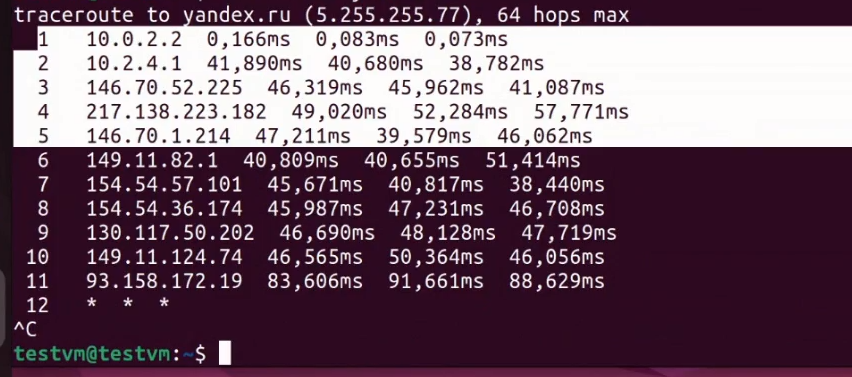 traceroute to yandex.ru (5.255.255.77), 64 hops max
1 10.0.2.2 0,166ms 0,083ms 0,073ms
2 10.2.4.1 41,890ms 40,680ms 38,782ms
3 146.70.52.225 46,319ms 45,962ms 41,087ms
4 217.138.223.182 49,020ms 52,284ms 57,771ms
5 146.70.1.214 47,211ms 39,579ms 46,062ms
6 149.11.82.1 40,809ms 40,655ms 51,414ms
7 154.54.57.101 45,671ms 40,817ms 38,440ms
8 154.54.36.174 45,987ms 47,231ms 46,708ms
9 130.117.50.202 46,690ms 48,128ms 47,719ms
10 149.11.124.74 46,565ms 50,364ms 46,056ms
11 93.158.172.19 83,606ms 91,661ms 88,629ms
12 * * *
^C
testvm@testvm:~$